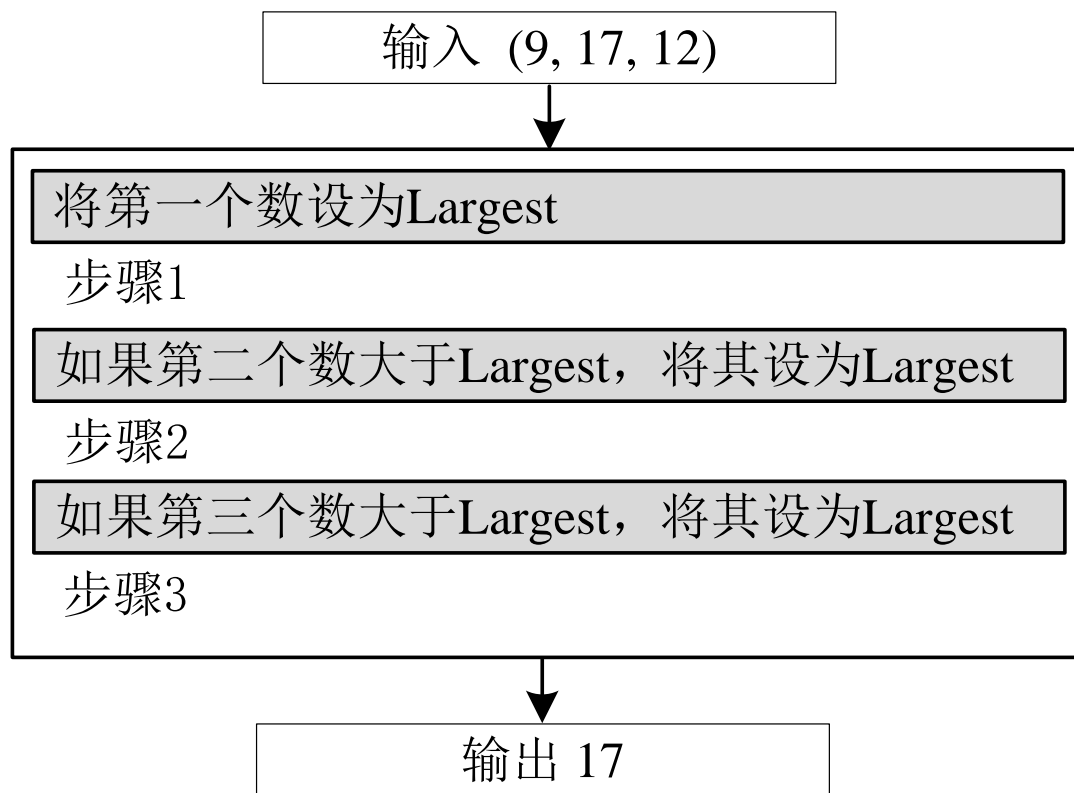 输入 (9, 17, 12)
将第一个数设为Largest
步骤1
如果第二个数大于Largest，将其设为Largest
步骤2
如果第三个数大于Largest，将其设为Largest
步骤3
输出 17